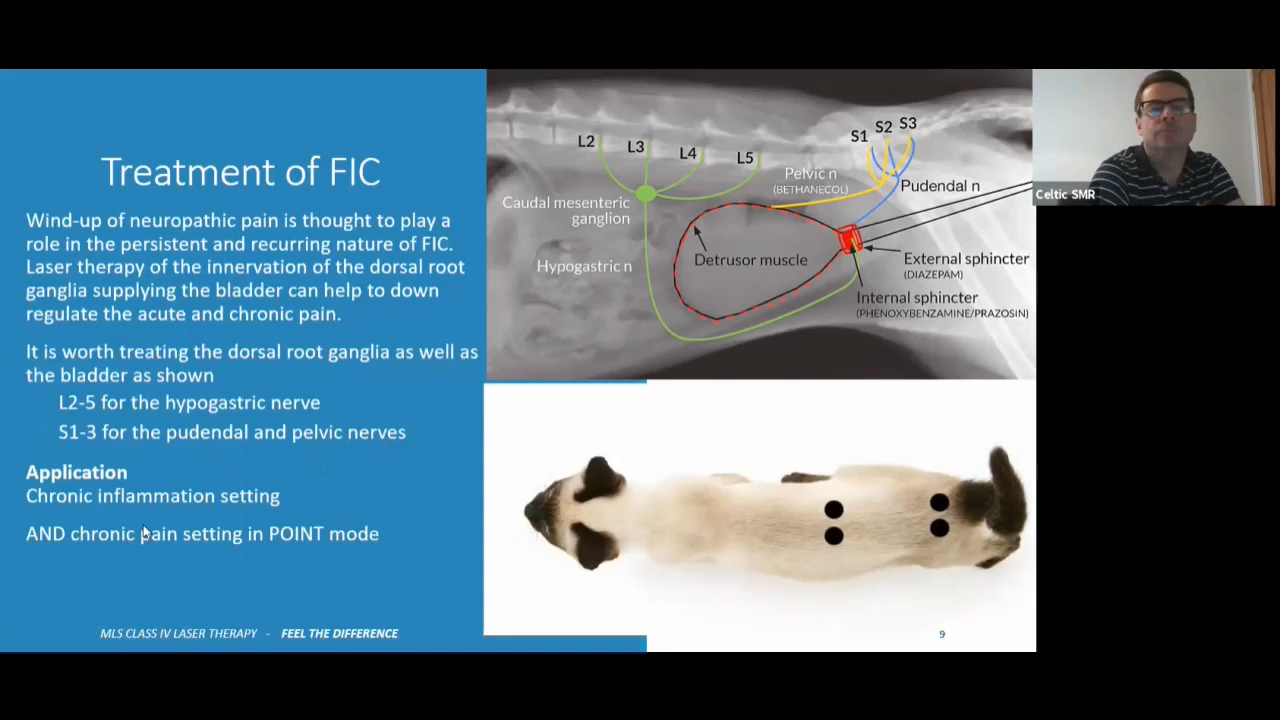 Treatment of FIC
Wind-up of neuropathic pain is thought to play a
role in the persistent and recurring nature of FIC.
Laser therapy of the innervation of the dorsal root
ganglia supplying the bladder can help to down
regulate the acute and chronic pain.
It is worth treating the dorsal root ganglia as well as
the bladder as shown
L2-5 for the hypogastric nerve
S1-3 for the pudendal and pelvic nerves
Application
Chronic inflammation setting
AND chronic pain setting in POINT mode
MLS CLASS IV LASER THERAPY - FEEL THE DIFFERENCE
L2
L3
L4
L5
S1
S2
S3
Pelvic n
(BETHANECOL)
Pudendal n
Caudal mesenteric
ganglion
Hypogastric n
Detrusor muscle
External sphincter
(DIAZEPAM)
Internal sphincter
(PHENOXYBENZAMINE/PRAZOSIN)
9
Celtic SMR